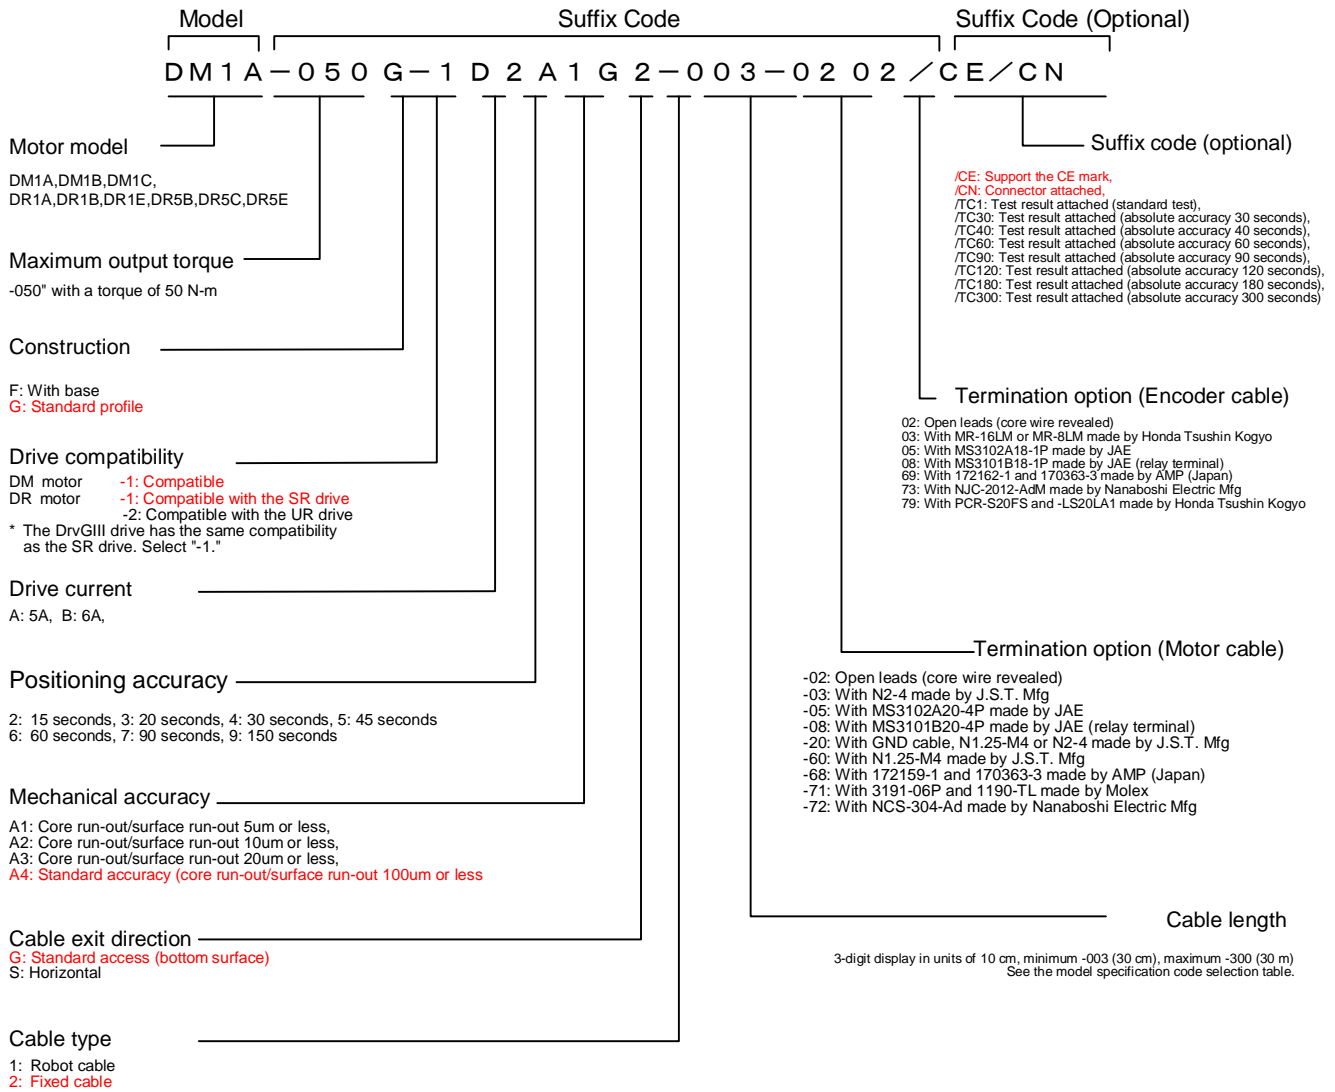 Model Suffix Code Suffix Code (Optional)
DM1A-050G-1D2A1G2-003-0202/CE/CN
Motor model
DM1A,DM1B,DM1C,
DR1A,DR1B,DR1E,DR5B,DR5C,DR5E
Maximum output torque
-050" with a torque of 50 N-m
Construction
F: With base
G: Standard profile
Drive compatibility
DM motor -1: Compatible
DR motor -1: Compatible with the SR drive
-2: Compatible with the UR drive
* The DrvGIII drive has the same compatibility
as the SR drive. Select "-1."
Drive current
A: 5A, B: 6A,
Positioning accuracy
2: 15 seconds, 3: 20 seconds, 4: 30 seconds, 5: 45 seconds
6: 60 seconds, 7: 90 seconds, 9: 150 seconds
Mechanical accuracy
A1: Core run-out/surface run-out 5um or less,
A2: Core run-out/surface run-out 10um or less,
A3: Core run-out/surface run-out 20um or less,
A4: Standard accuracy (core run-out/surface run-out 100um or less
Cable exit direction
G: Standard access (bottom surface)
S: Horizontal
Cable type
1: Robot cable
2: Fixed cable
Suffix code (optional)
/CE: Support the CE mark,
/CN: Connector attached,
/TC1: Test result attached (standard test),
/TC30: Test result attached (absolute accuracy 30 seconds),
/TC40: Test result attached (absolute accuracy 40 seconds),
/TC60: Test result attached (absolute accuracy 60 seconds),
/TC90: Test result attached (absolute accuracy 90 seconds),
/TC120: Test result attached (absolute accuracy 120 seconds),
/TC180: Test result attached (absolute accuracy 180 seconds),
/TC300: Test result attached (absolute accuracy 300 seconds)
Termination option (Encoder cable)
02: Open leads (core wire revealed)
03: With MR-16LM or MR-8LM made by Honda Tsushin Kogyo
05: With MS3102A18-1P made by JAE
08: With MS3101B18-1P made by JAE (relay terminal)
69: With 172162-1 and 170363-3 made by AMP (Japan)
73: With NJC-2012-AdM made by Nanaboshi Electric Mfg
79: With PCR-S20FS and -LS20LA1 made by Honda Tsushin Kogyo
Termination option (Motor cable)
-02: Open leads (core wire revealed)
-03: With N2-4 made by J.S.T. Mfg
-05: With MS3102A20-4P made by JAE
-08: With MS3101B20-4P made by JAE (relay terminal)
-20: With GND cable, N1.25-M4 or N2-4 made by J.S.T. Mfg
-60: With N1.25-M4 made by J.S.T. Mfg
-68: With 172159-1 and 170363-3 made by AMP (Japan)
-71: With 3191-06P and 1190-TL made by Molex
-72: With NCS-304-Ad made by Nanaboshi Electric Mfg
Cable length
3-digit display in units of 10 cm, minimum -003 (30 cm), maximum -300 (30 m)
See the model specification code selection table.